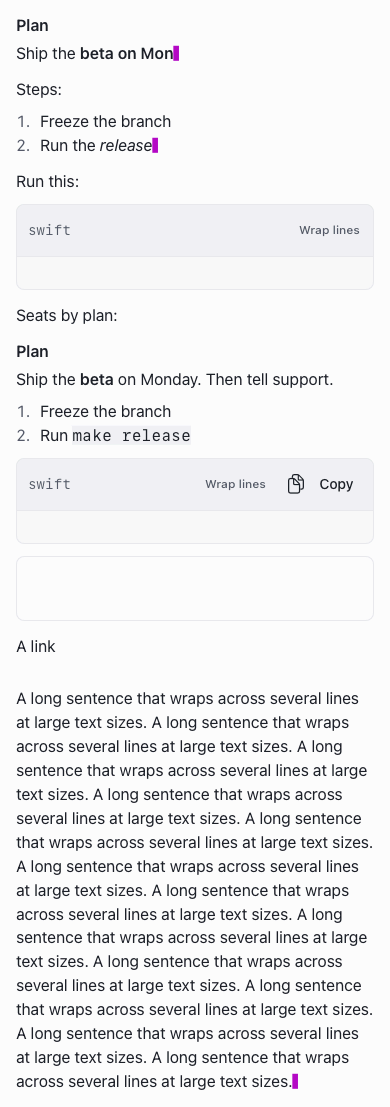 Plan
Ship the beta on Mon
Steps:
1. Freeze the branch
2. Run the release
Run this:
swift Wrap lines
Seats by plan:
Plan
Ship the beta on Monday. Then tell support.
1. Freeze the branch
2. Run make release
swift Wrap lines Copy
A link
A long sentence that wraps across several lines
at large text sizes. A long sentence that wraps
across several lines at large text sizes. A long
sentence that wraps across several lines at large
text sizes. A long sentence that wraps across
several lines at large text sizes. A long sentence
that wraps across several lines at large text sizes.
A long sentence that wraps across several lines
at large text sizes. A long sentence that wraps
across several lines at large text sizes. A long
sentence that wraps across several lines at large
text sizes. A long sentence that wraps across
several lines at large text sizes. A long sentence
that wraps across several lines at large text sizes.
A long sentence that wraps across several lines
at large text sizes. A long sentence that wraps
across several lines at large text sizes.